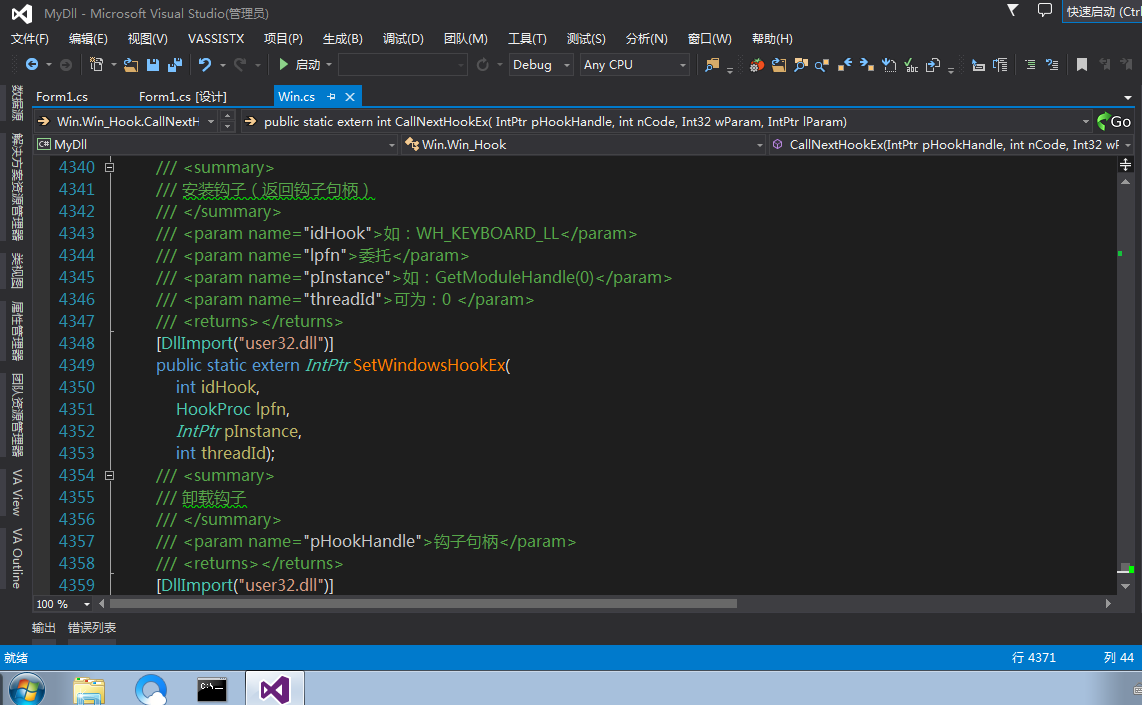 MyDll - Microsoft Visual Studio(管理员)
快速启动 (Ctrl
文件(F) 编辑(E) 视图(V) VASSISTX 项目(P) 生成(B) 调试(D) 团队(M) 工具(T) 测试(S) 分析(N) 窗口(W) 帮助(H)
启动 Debug Any CPU
Form1.cs Form1.cs [设计] Win.cs
Win.Win_Hook.CallNextH public static extern int CallNextHookEx( IntPtr pHookHandle, int nCode, Int32 wParam, IntPtr lParam) Go
C# MyDll Win.Win_Hook CallNextHookEx(IntPtr pHookHandle, int nCode, Int32 wP
数据源
解决方案资源管理器
类视图
属性管理器
团队资源管理器
VA View
VA Outline
4340 /// <summary>
4341 /// 安装钩子（返回钩子句柄）
4342 /// </summary>
4343 /// <param name="idHook">如：WH_KEYBOARD_LL</param>
4344 /// <param name="lpfn">委托</param>
4345 /// <param name="pInstance">如：GetModuleHandle(0)</param>
4346 /// <param name="threadId">可为：0 </param>
4347 /// <returns></returns>
4348 [DllImport("user32.dll")]
4349 public static extern IntPtr SetWindowsHookEx(
4350 int idHook,
4351 HookProc lpfn,
4352 IntPtr pInstance,
4353 int threadId);
4354 /// <summary>
4355 /// 卸载钩子
4356 /// </summary>
4357 /// <param name="pHookHandle">钩子句柄</param>
4358 /// <returns></returns>
4359 [DllImport("user32.dll")]
100 %
输出 错误列表
就绪 行 4371 列 44